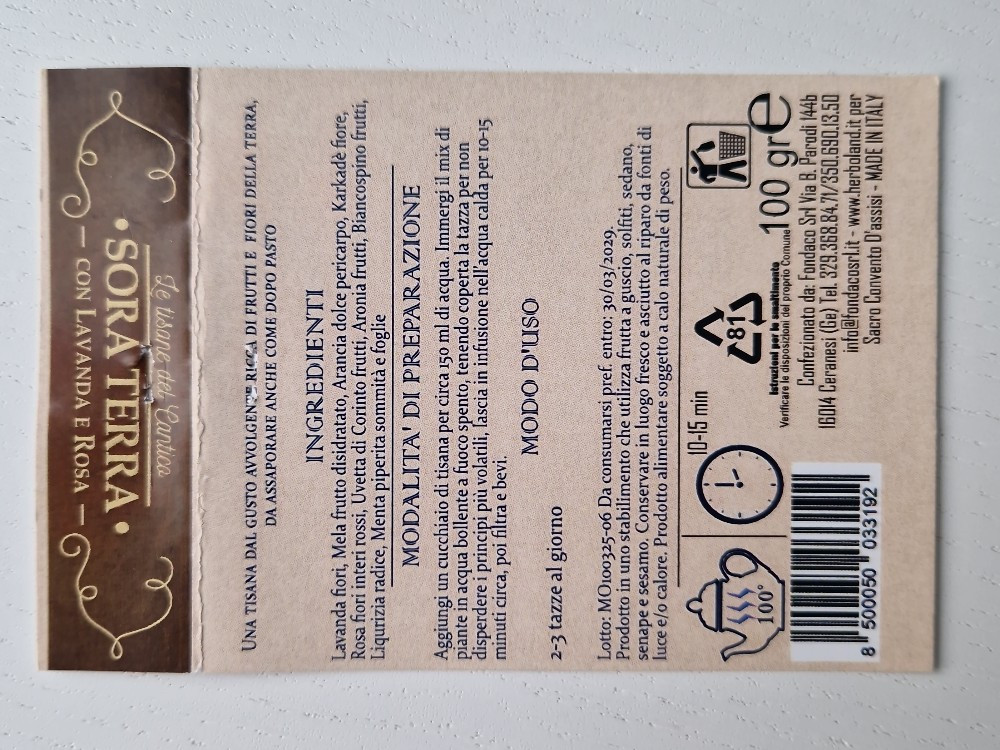 Le tisane del Cantico
• SORA TERRA •
— CON LAVANDA E ROSA —
UNA TISANA DAL GUSTO AVVOLGENTE RICCA DI FRUTTI E FIORI DELLA TERRA,
DA ASSAPORARE ANCHE COME DOPO PASTO
INGREDIENTI
Lavanda fiori, Mela frutto disidratato, Arancia dolce pericarpo, Karkadè fiore,
Rosa fiori interi rossi, Uvetta di Corinto frutti, Aronia frutti, Biancospino frutti,
Liqurizia radice, Menta piperita sommità e foglie
MODALITA' DI PREPARAZIONE
Aggiungi un cucchiaio di tisana per circa 150 ml di acqua. Immergi il mix di
piante in acqua bollente a fuoco spento, tenendo coperta la tazza per non
disperdere i principi più volatili, lascia in infusione nell'acqua calda per 10-15
minuti circa, poi filtra e bevi.
MODO D'USO
2-3 tazze al giorno
Lotto: MO100325-06 Da consumarsi pref. entro: 30/03/2029.
Prodotto in uno stabilimento che utilizza frutta a guscio, solfiti, sedano,
senape e sesamo. Conservare in luogo fresco e asciutto al riparo da fonti di
luce e/o calore. Prodotto alimentare soggetto a calo naturale di peso.
100°
10-15 min
81
Istruzioni per lo smaltimento
Verificare le disposizioni del proprio Comune
100 gr e
Confezionato da: Fondaco Srl Via B. Parodi 144b
16014 Ceranesi (Ge) Tel. 329.368.84.71/350.690.13.50
info@fondacosrl.it - www.herboland.it per
Sacro Convento D'assisi - MADE IN ITALY
8 500050 033192